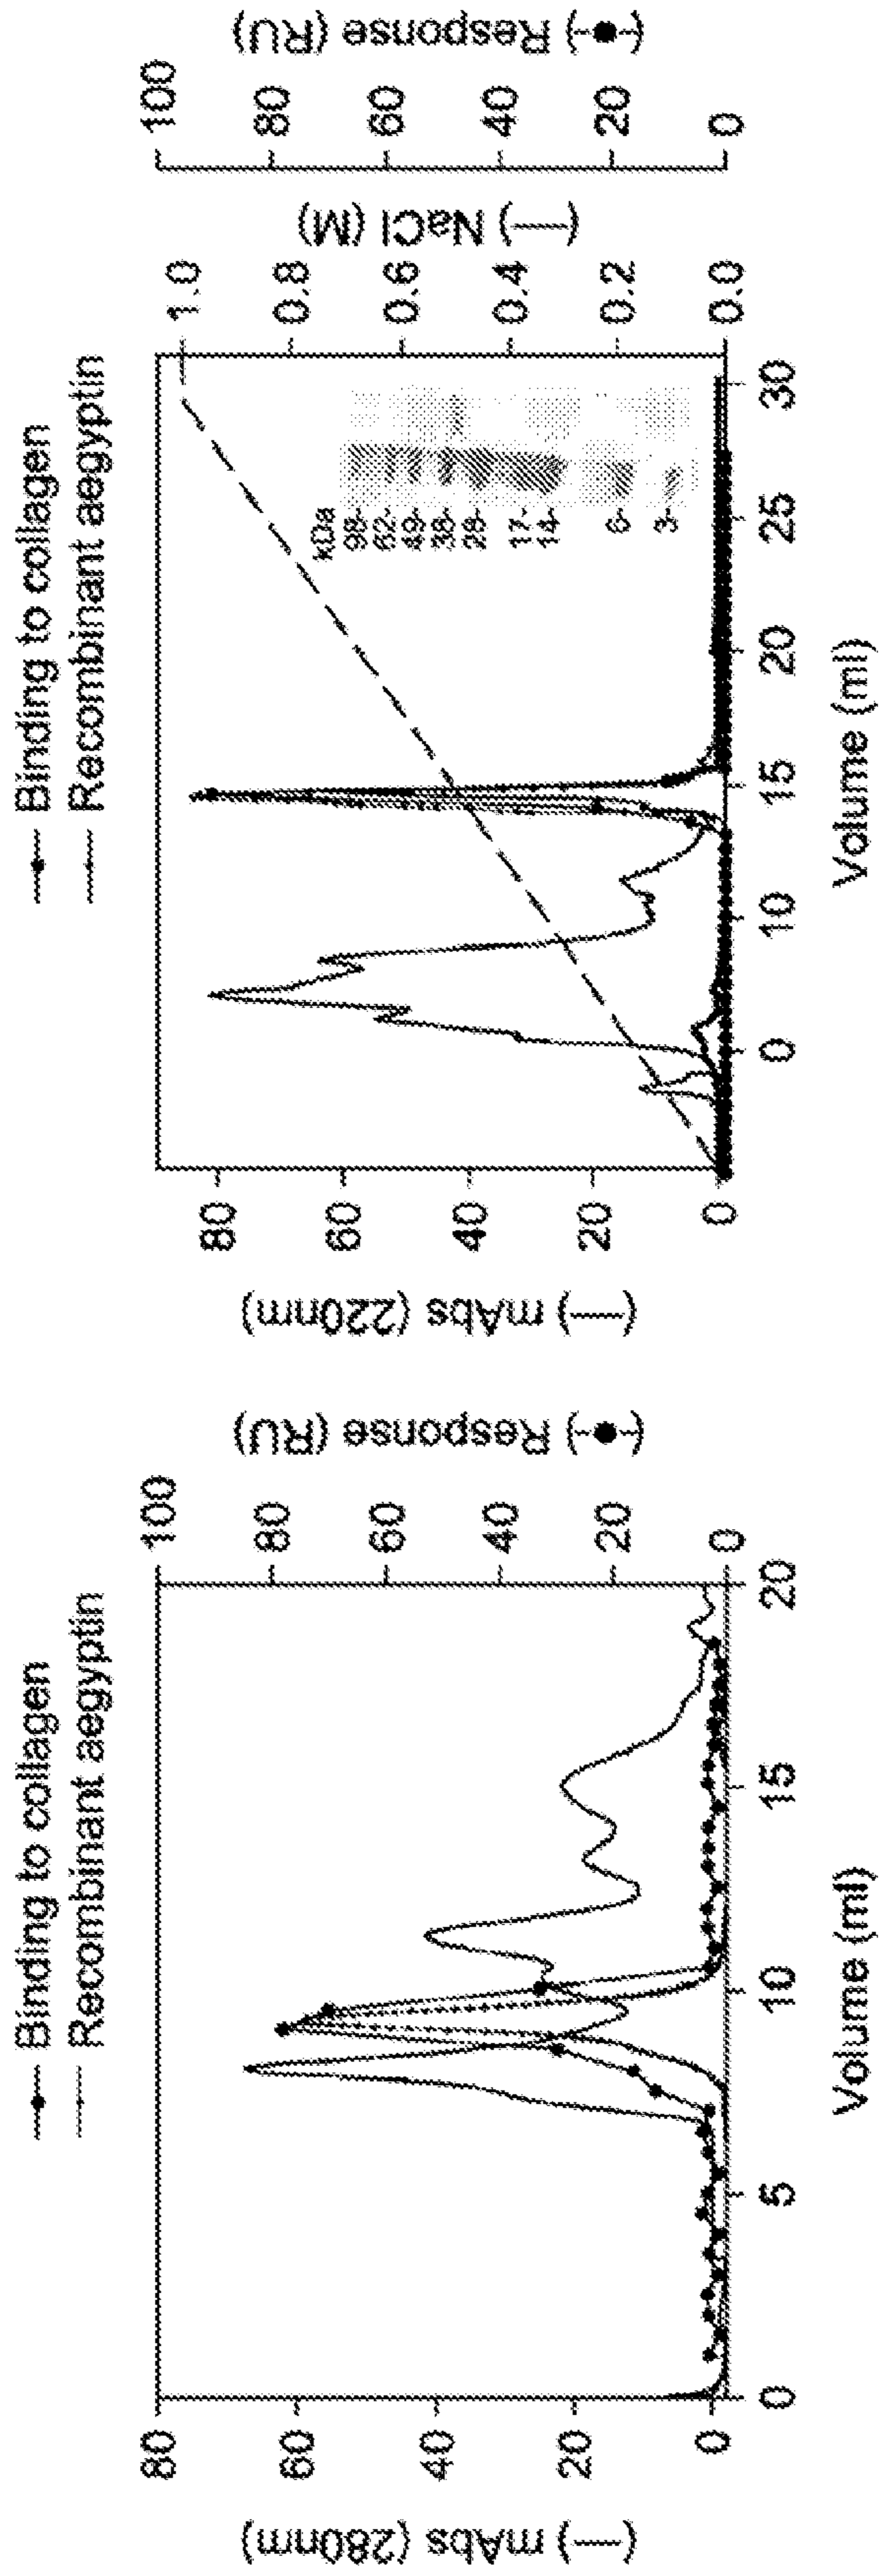 Binding to collagen
Recombinant aegyptin
(—) mAbs (280nm)
80
60
40
20
0
0 5 10 15 20
Volume (ml)
100
80
60
40
20
0
(-●-) Response (RU)
Binding to collagen
Recombinant aegyptin
(—) mAbs (220nm)
80
60
40
20
0
kDa
98-
62-
49-
38-
28-
17-
14-
6-
3-
0 10 15 20 25 30
Volume (ml)
1.0
0.8
0.6
0.4
0.2
0.0
(—) NaCl (M)
100
80
60
40
20
0
(-●-) Response (RU)